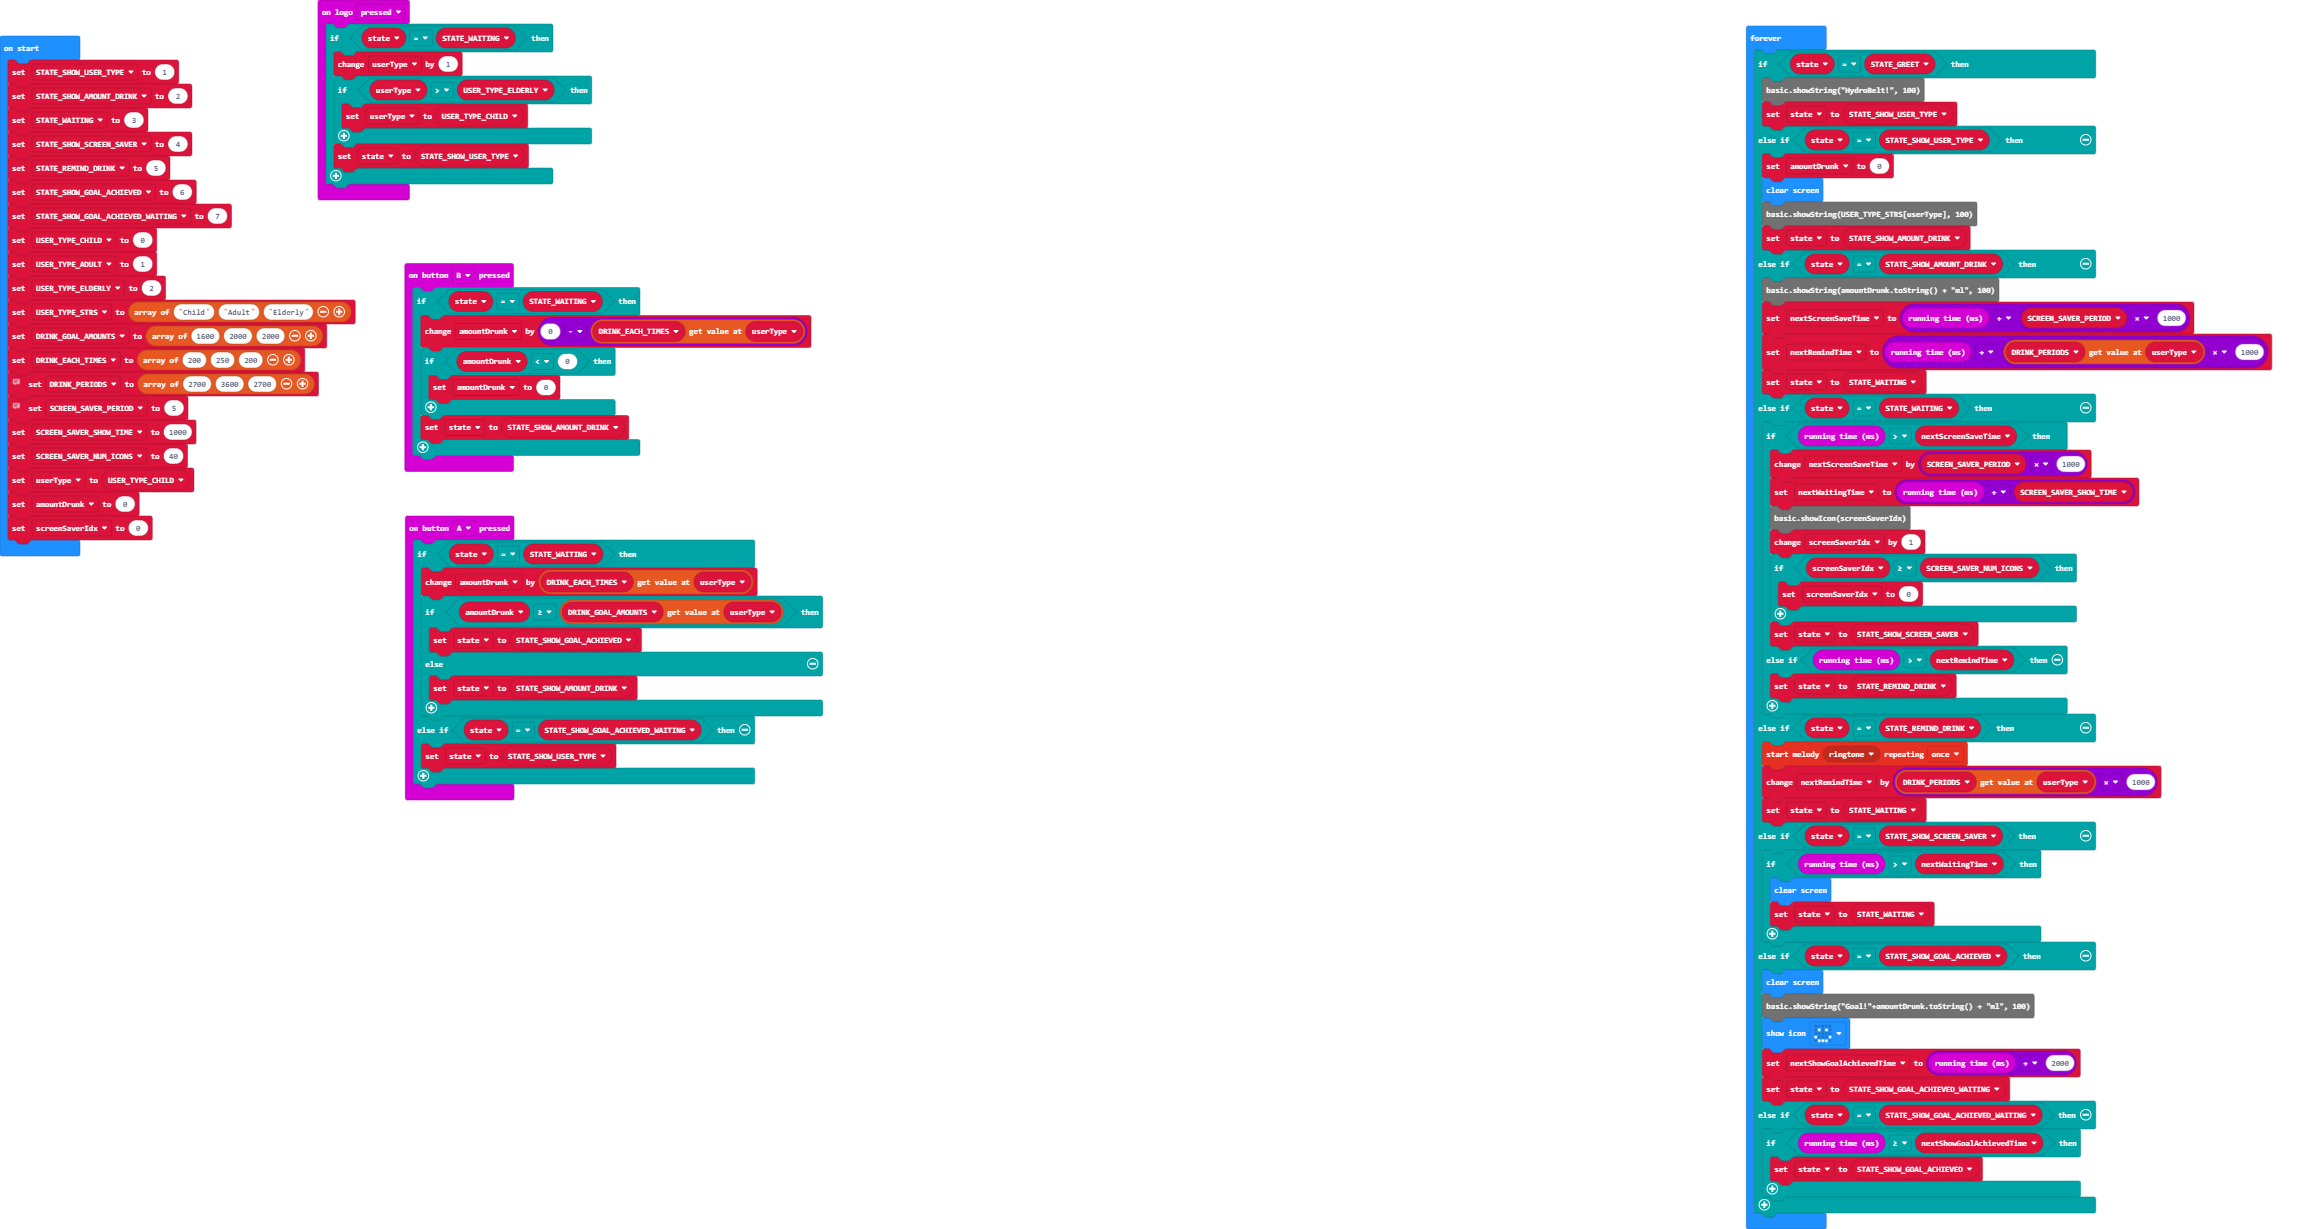 on start
set STATE_SHOW_USER_TYPE to 1
set STATE_SHOW_AMOUNT_DRINK to 2
set STATE_WAITING to 3
set STATE_SHOW_SCREEN_SAVER to 4
set STATE_REMIND_DRINK to 5
set STATE_SHOW_GOAL_ACHIEVED to 6
set STATE_SHOW_GOAL_ACHIEVED_WAITING to 7
set USER_TYPE_CHILD to 0
set USER_TYPE_ADULT to 1
set USER_TYPE_ELDERLY to 2
set USER_TYPE_STRS to array of "Child" "Adult" "Elderly"
set DRINK_GOAL_AMOUNTS to array of 1600 2000 2000
set DRINK_EACH_TIMES to array of 200 250 200
set DRINK_PERIODS to array of 2700 3600 2700
set SCREEN_SAVER_PERIOD to 5
set SCREEN_SAVER_SHOW_TIME to 1000
set SCREEN_SAVER_NUM_ICONS to 40
set userType to USER_TYPE_CHILD
set amountDrunk to 0
set screenSaverIdx to 0
on logo pressed
if state = STATE_WAITING then
change userType by 1
if userType > USER_TYPE_ELDERLY then
set userType to USER_TYPE_CHILD
set state to STATE_SHOW_USER_TYPE
on button B pressed
if state = STATE_WAITING then
change amountDrunk by 0 - DRINK_EACH_TIMES get value at userType
if amountDrunk < 0 then
set amountDrunk to 0
set state to STATE_SHOW_AMOUNT_DRINK
on button A pressed
if state = STATE_WAITING then
change amountDrunk by DRINK_EACH_TIMES get value at userType
if amountDrunk ≥ DRINK_GOAL_AMOUNTS get value at userType then
set state to STATE_SHOW_GOAL_ACHIEVED
else
set state to STATE_SHOW_AMOUNT_DRINK
else if state = STATE_SHOW_GOAL_ACHIEVED_WAITING then
set state to STATE_SHOW_USER_TYPE
forever
if state = STATE_GREET then
basic.showString("HydroBelt!", 100)
set state to STATE_SHOW_USER_TYPE
else if state = STATE_SHOW_USER_TYPE then
set amountDrunk to 0
clear screen
basic.showString(USER_TYPE_STRS[userType], 100)
set state to STATE_SHOW_AMOUNT_DRINK
else if state = STATE_SHOW_AMOUNT_DRINK then
basic.showString(amountDrunk.toString() + "ml", 100)
set nextScreenSaveTime to running time (ms) + SCREEN_SAVER_PERIOD × 1000
set nextRemindTime to running time (ms) + DRINK_PERIODS get value at userType × 1000
set state to STATE_WAITING
else if state = STATE_WAITING then
if running time (ms) > nextScreenSaveTime then
change nextScreenSaveTime by SCREEN_SAVER_PERIOD × 1000
set nextWaitingTime to running time (ms) + SCREEN_SAVER_SHOW_TIME
basic.showIcon(screenSaverIdx)
change screenSaverIdx by 1
if screenSaverIdx ≥ SCREEN_SAVER_NUM_ICONS then
set screenSaverIdx to 0
set state to STATE_SHOW_SCREEN_SAVER
else if running time (ms) > nextRemindTime then
set state to STATE_REMIND_DRINK
else if state = STATE_REMIND_DRINK then
start melody ringtone repeating once
change nextRemindTime by DRINK_PERIODS get value at userType × 1000
set state to STATE_WAITING
else if state = STATE_SHOW_SCREEN_SAVER then
if running time (ms) > nextWaitingTime then
clear screen
set state to STATE_WAITING
else if state = STATE_SHOW_GOAL_ACHIEVED then
clear screen
basic.showString("Goal!"+amountDrunk.toString() + "ml", 100)
show icon
set nextShowGoalAchievedTime to running time (ms) + 2000
set state to STATE_SHOW_GOAL_ACHIEVED_WAITING
else if state = STATE_SHOW_GOAL_ACHIEVED_WAITING then
if running time (ms) ≥ nextShowGoalAchievedTime then
set state to STATE_SHOW_GOAL_ACHIEVED